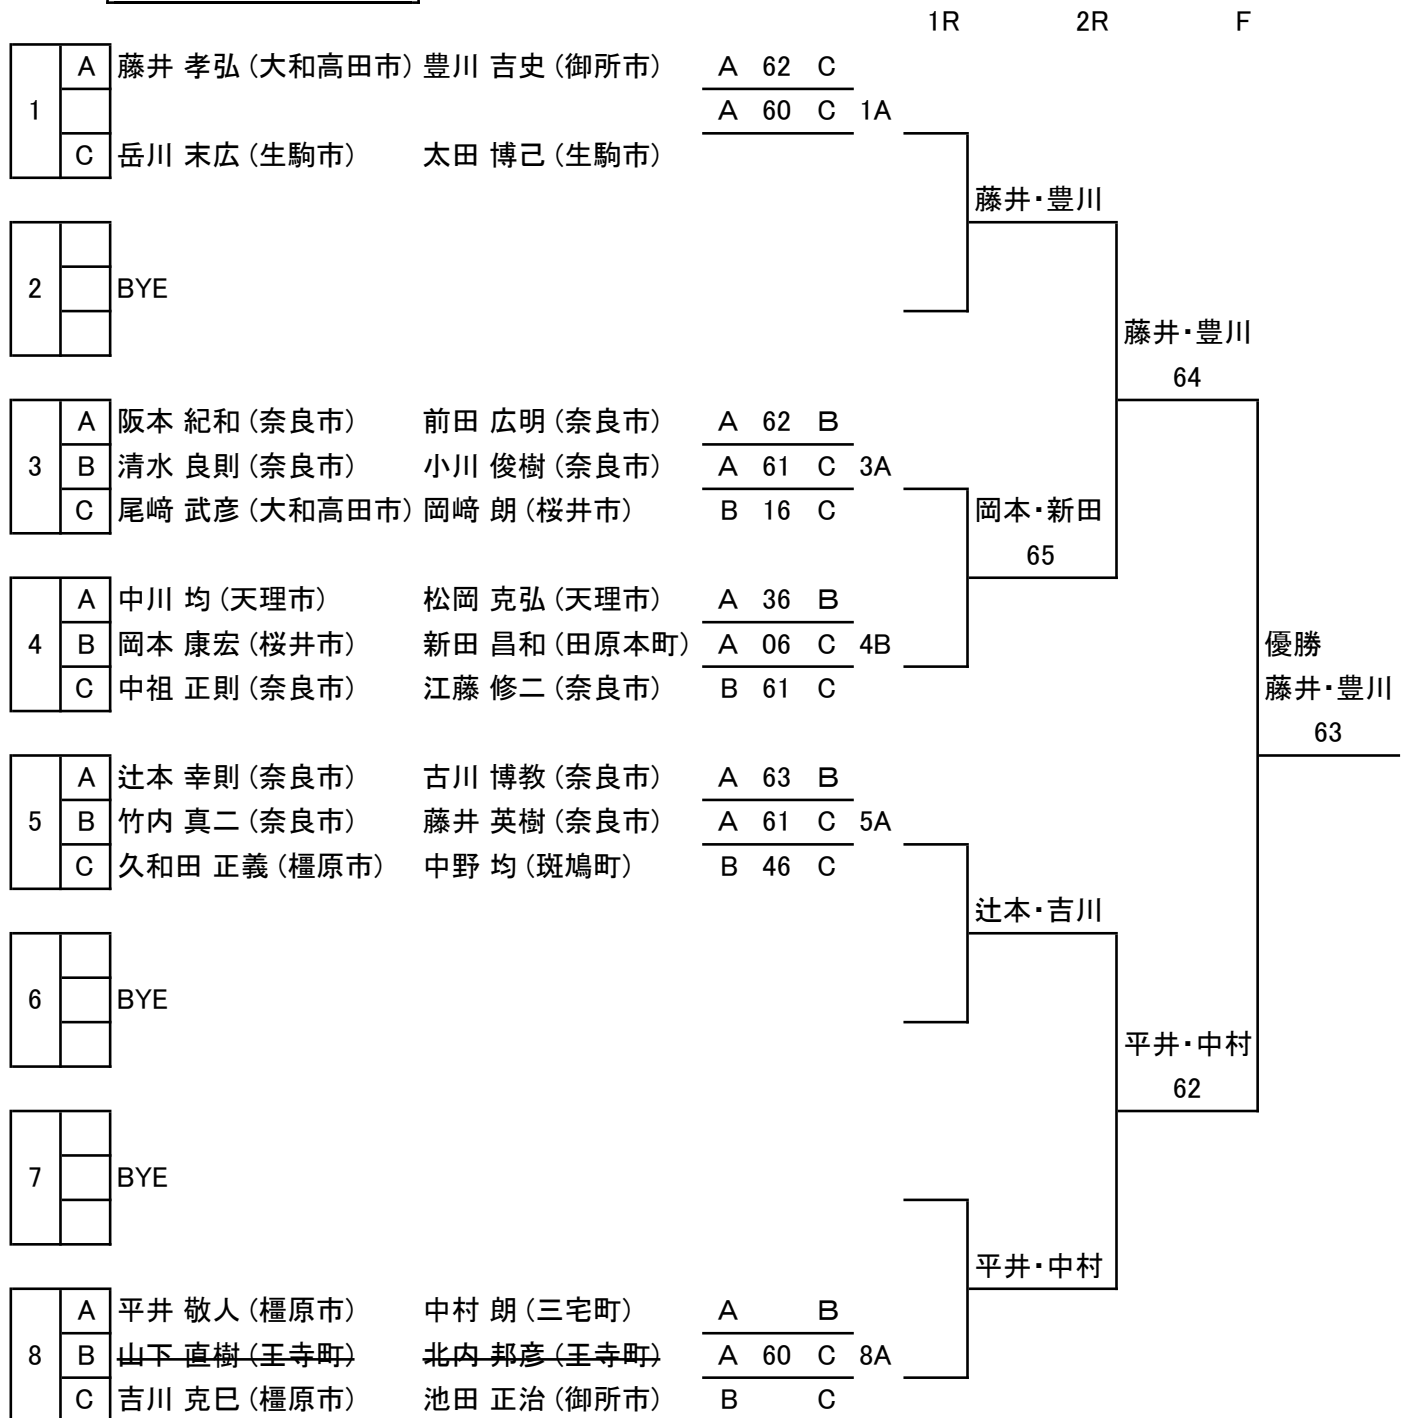 1R 2R F
A 藤井 孝弘(大和高田市) 豊川 吉史(御所市) A 62 C
1 A 60 C 1A
C 岳川 末広(生駒市) 太田 博己(生駒市)
藤井・豊川
2 BYE
藤井・豊川
64
A 阪本 紀和(奈良市) 前田 広明(奈良市) A 62 B
3 B 清水 良則(奈良市) 小川 俊樹(奈良市) A 61 C 3A
C 尾﨑 武彦(大和高田市) 岡﨑 朗(桜井市) B 16 C 岡本・新田
65
A 中川 均(天理市) 松岡 克弘(天理市) A 36 B
4 B 岡本 康宏(桜井市) 新田 昌和(田原本町) A 06 C 4B 優勝
C 中祖 正則(奈良市) 江藤 修二(奈良市) B 61 C 藤井・豊川
63
A 辻本 幸則(奈良市) 古川 博教(奈良市) A 63 B
5 B 竹内 真二(奈良市) 藤井 英樹(奈良市) A 61 C 5A
C 久和田 正義(橿原市) 中野 均(斑鳩町) B 46 C
辻本・吉川
6 BYE
平井・中村
62
7 BYE
平井・中村
A 平井 敬人(橿原市) 中村 朗(三宅町) A B
8 B 山下 直樹(王寺町) 北内 邦彦(王寺町) A 60 C 8A
C 吉川 克巳(橿原市) 池田 正治(御所市) B C